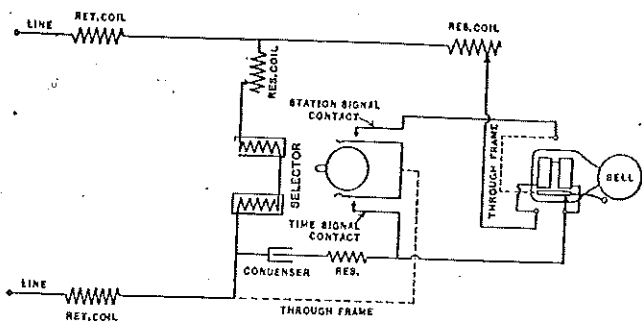 RET. COIL
LINE
RES. COIL
RES. COIL
STATION SIGNAL
CONTACT
SELECTOR
THROUGH FRAME
BELL
TIME SIGNAL
CONTACT
CONDENSER
RES.
LINE
RET. COIL
THROUGH FRAME